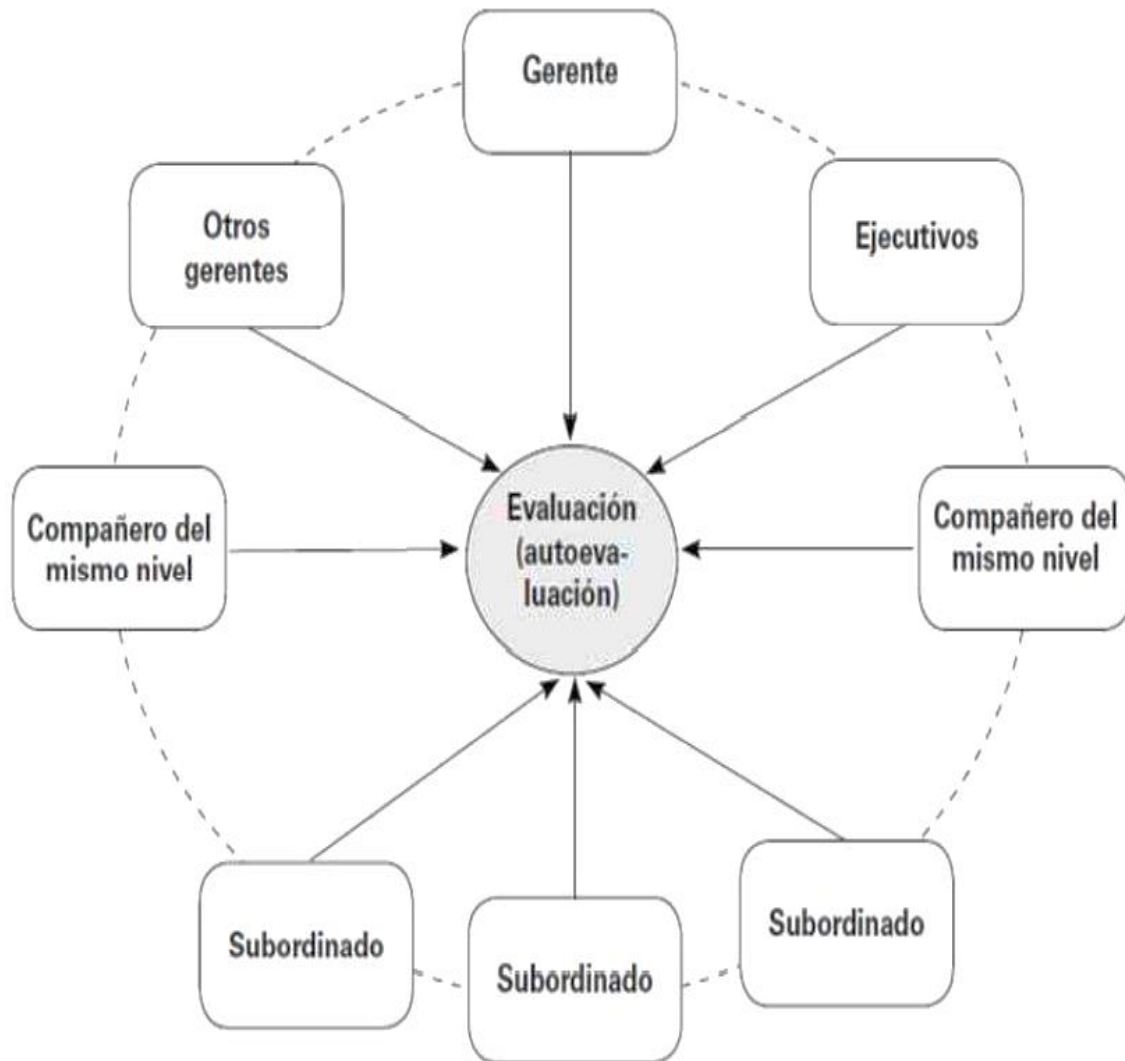 Gerente
Otros
gerentes
Ejecutivos
Compañero del
mismo nivel
Evaluación
(autoeva-
luación)
Compañero del
mismo nivel
Subordinado
Subordinado
Subordinado